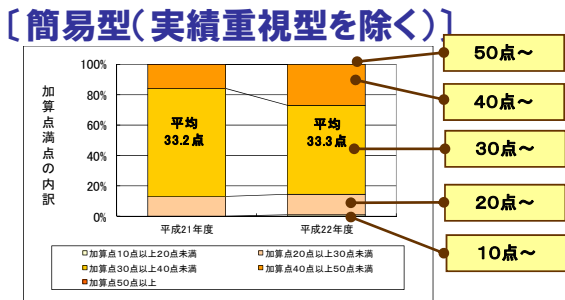 〔簡易型(実績重視型を除く)〕
加算点満点の内訳
100%
80%
60%
40%
20%
0%
平均
33.2点
平均
33.3点
平成21年度
平成22年度
50点～
40点～
30点～
20点～
10点～
加算点10点以上20点未満
加算点20点以上30点未満
加算点30点以上40点未満
加算点40点以上50点未満
加算点50点以上